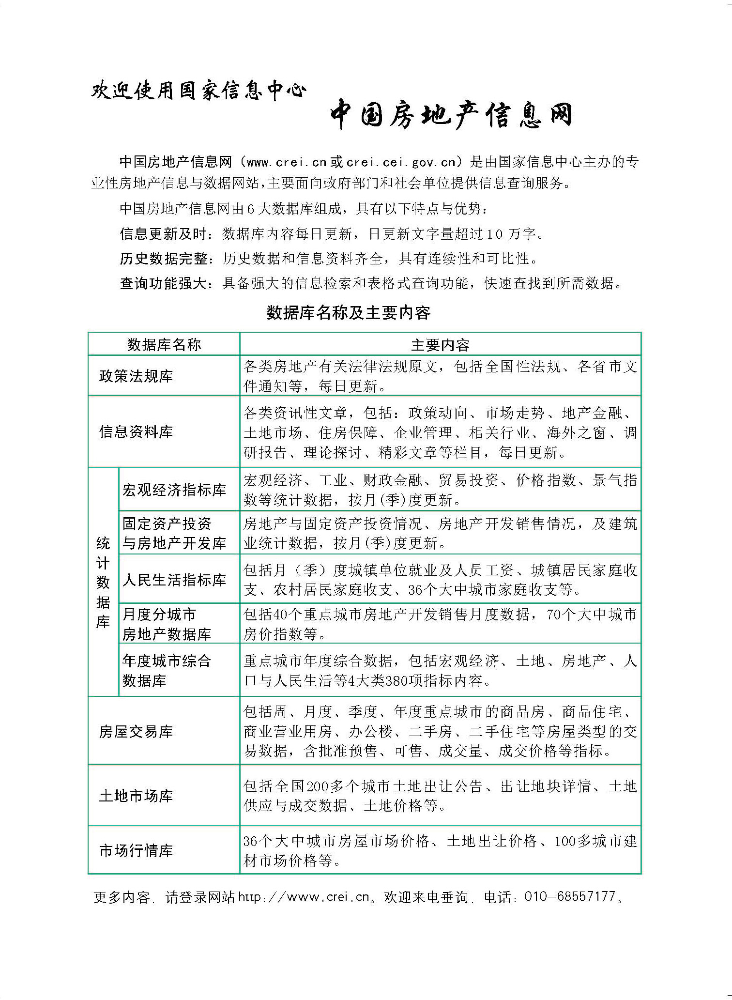 欢迎使用国家信息中心
中国房地产信息网
中国房地产信息网（www.crei.cn或crei.cei.gov.cn）是由国家信息中心主办的专
业性房地产信息与数据网站,主要面向政府部门和社会单位提供信息查询服务。
中国房地产信息网由6大数据库组成，具有以下特点与优势：
信息更新及时：数据库内容每日更新，日更新文字量超过10 万字。
历史数据完整：历史数据和信息资料齐全，具有连续性和可比性。
查询功能强大：具备强大的信息检索和表格式查询功能，快速查找到所需数据。
数据库名称及主要内容
数据库名称
主要内容
政策法规库
各类房地产有关法律法规原文，包括全国性法规、各省市文
件通知等，每日更新。
信息资料库
各类资讯性文章，包括：政策动向、市场走势、地产金融、
土地市场、住房保障、企业管理、相关行业、海外之窗、调
研报告、理论探讨、精彩文章等栏目，每日更新。
统计数据库
宏观经济指标库
宏观经济、工业、财政金融、贸易投资、价格指数、景气指
数等统计数据，按月(季)度更新。
固定资产投资
与房地产开发库
房地产与固定资产投资情况、房地产开发销售情况，及建筑
业统计数据，按月(季)度更新。
人民生活指标库
包括月（季）度城镇单位就业及人员工资、城镇居民家庭收
支、农村居民家庭收支、36个大中城市家庭收支等。
月度分城市
房地产数据库
包括40个重点城市房地产开发销售月度数据，70个大中城市
房价指数等。
年度城市综合
数据库
重点城市年度综合数据，包括宏观经济、土地、房地产、人
口与人民生活等4大类380项指标内容。
房屋交易库
包括周、月度、季度、年度重点城市的商品房、商品住宅、
商业营业用房、办公楼、二手房、二手住宅等房屋类型的交
易数据，含批准预售、可售、成交量、成交价格等指标。
土地市场库
包括全国200多个城市土地出让公告、出让地块详情、土地
供应与成交数据、土地价格等。
市场行情库
36个大中城市房屋市场价格、土地出让价格、100多城市建
材市场价格等。
更多内容．请登录网站http://www.crei.cn。欢迎来电垂询．电话：010—68557177。